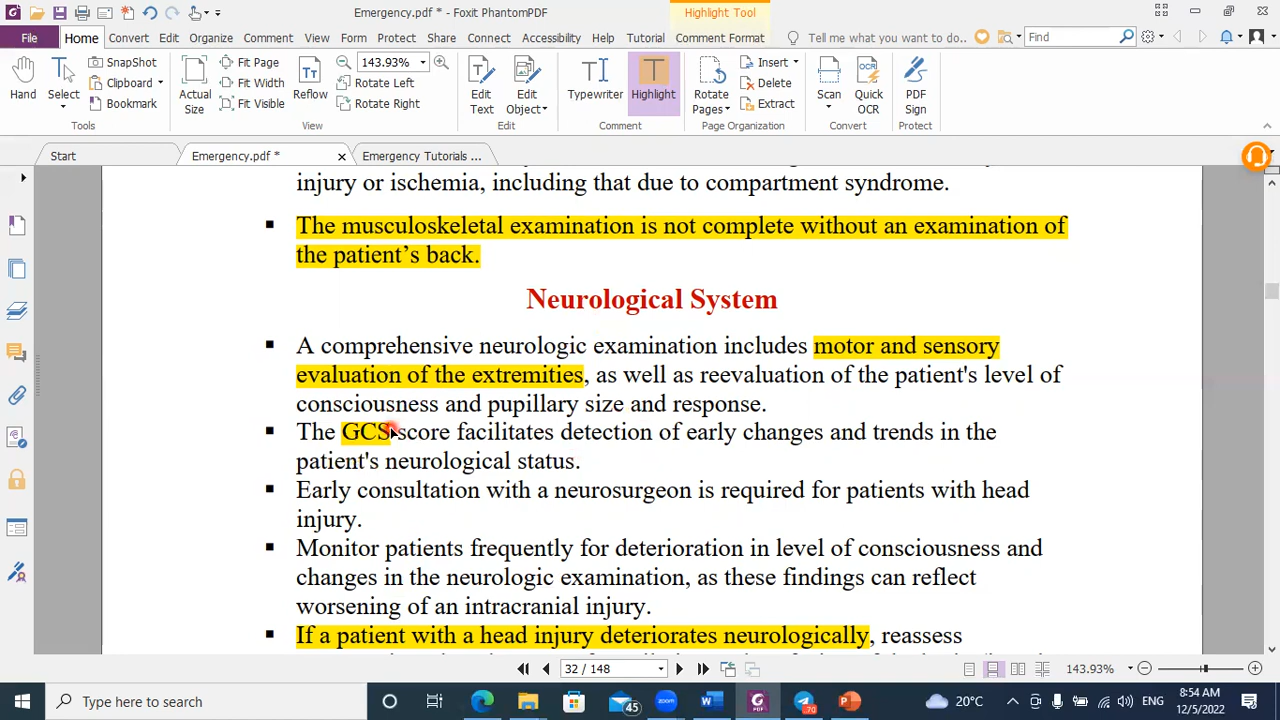 Emergency.pdf * - Foxit PhantomPDF
Highlight Tool
File Home Convert Edit Organize Comment View Form Protect Share Connect Accessibility Help Tutorial Comment Format Tell me what you want to do... Find
Hand
Select
SnapShot
Clipboard
Bookmark
Actual Size
Fit Page
Fit Width
Fit Visible
Reflow
143.93%
Rotate Left
Rotate Right
Edit Text
Edit Object
Typewriter
Highlight
Rotate Pages
Insert
Delete
Extract
Scan
Quick OCR
PDF Sign
Tools View Edit Comment Page Organization Convert Protect
Start Emergency.pdf * Emergency Tutorials ...
injury or ischemia, including that due to compartment syndrome.
▪ The musculoskeletal examination is not complete without an examination of
the patient’s back.
Neurological System
▪ A comprehensive neurologic examination includes motor and sensory
evaluation of the extremities, as well as reevaluation of the patient's level of
consciousness and pupillary size and response.
▪ The GCS score facilitates detection of early changes and trends in the
patient's neurological status.
▪ Early consultation with a neurosurgeon is required for patients with head
injury.
▪ Monitor patients frequently for deterioration in level of consciousness and
changes in the neurologic examination, as these findings can reflect
worsening of an intracranial injury.
▪ If a patient with a head injury deteriorates neurologically, reassess
32 / 148
143.93%
Type here to search
45
zoom
PDF
70
20°C
ENG
8:54 AM
12/5/2022